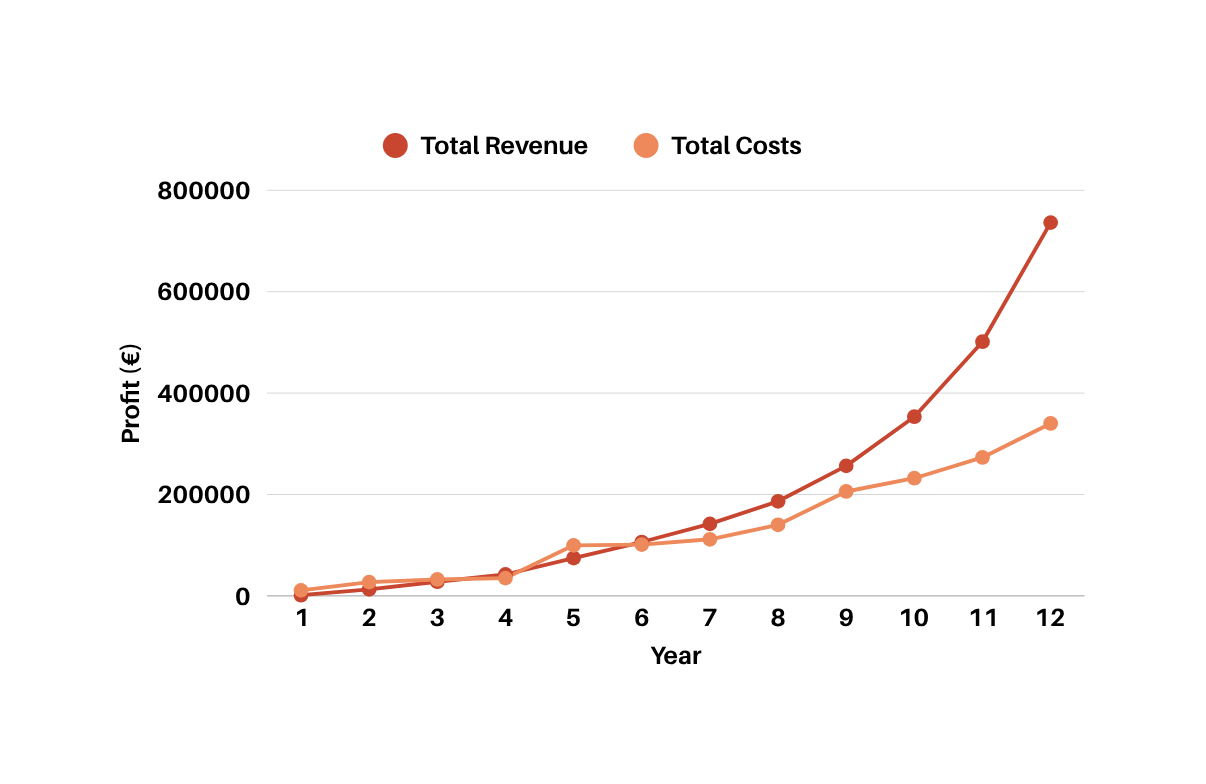 Total Revenue Total Costs
800000
600000
400000
200000
0
Profit (€)
1 2 3 4 5 6 7 8 9 10 11 12
Year